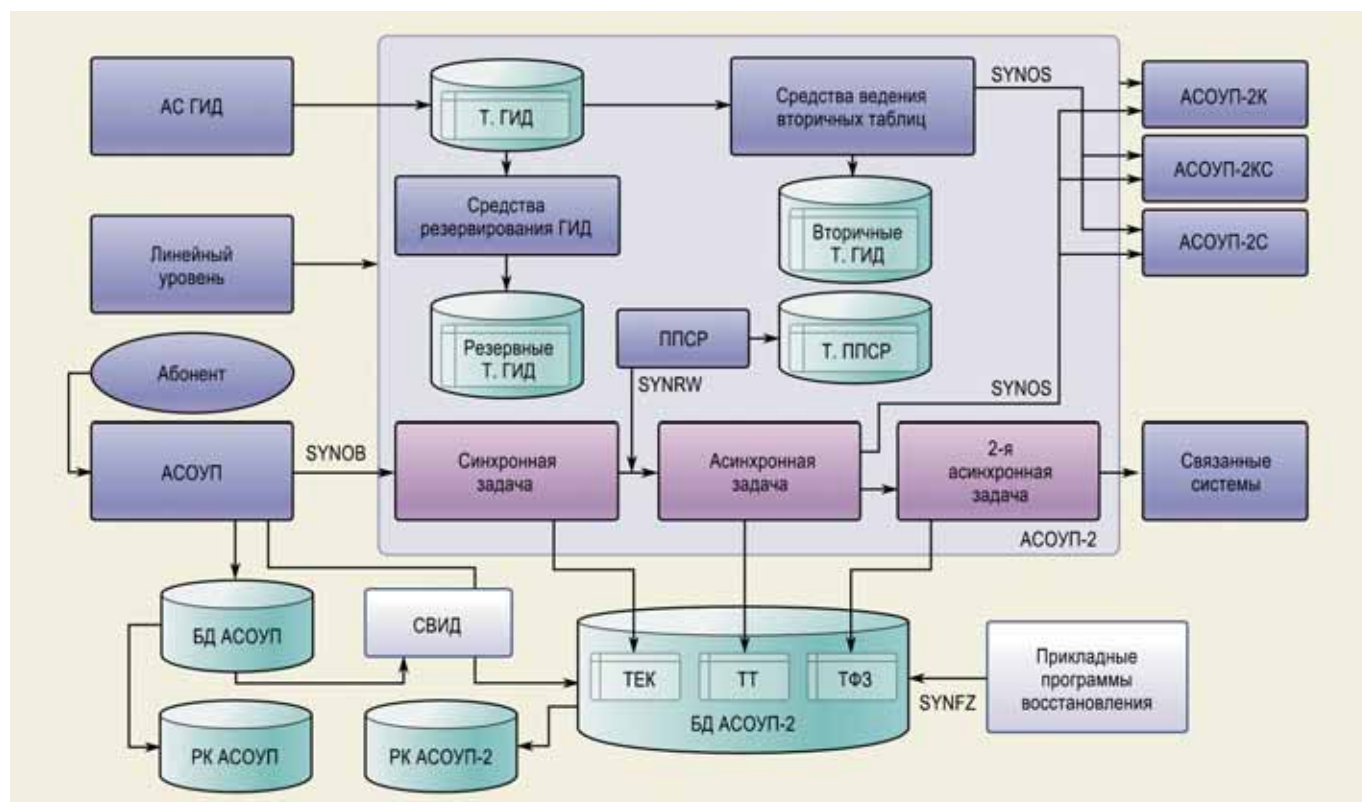 АС ГИД
Т. ГИД
Средства ведения
вторичных таблиц
SYNOS
АСОУП-2К
АСОУП-2КС
АСОУП-2С
Средства
резервирования ГИД
Вторичные
Т. ГИД
Линейный
уровень
Резервные
Т. ГИД
ППСР
Т. ППСР
SYNRW
SYNOS
Абонент
АСОУП
SYNOB
Синхронная
задача
Асинхронная
задача
2-я
асинхронная
задача
Связанные
системы
АСОУП-2
БД АСОУП
СВИД
ТЕК
ТТ
ТФЗ
БД АСОУП-2
SYNFZ
Прикладные
программы
восстановления
РК АСОУП
РК АСОУП-2